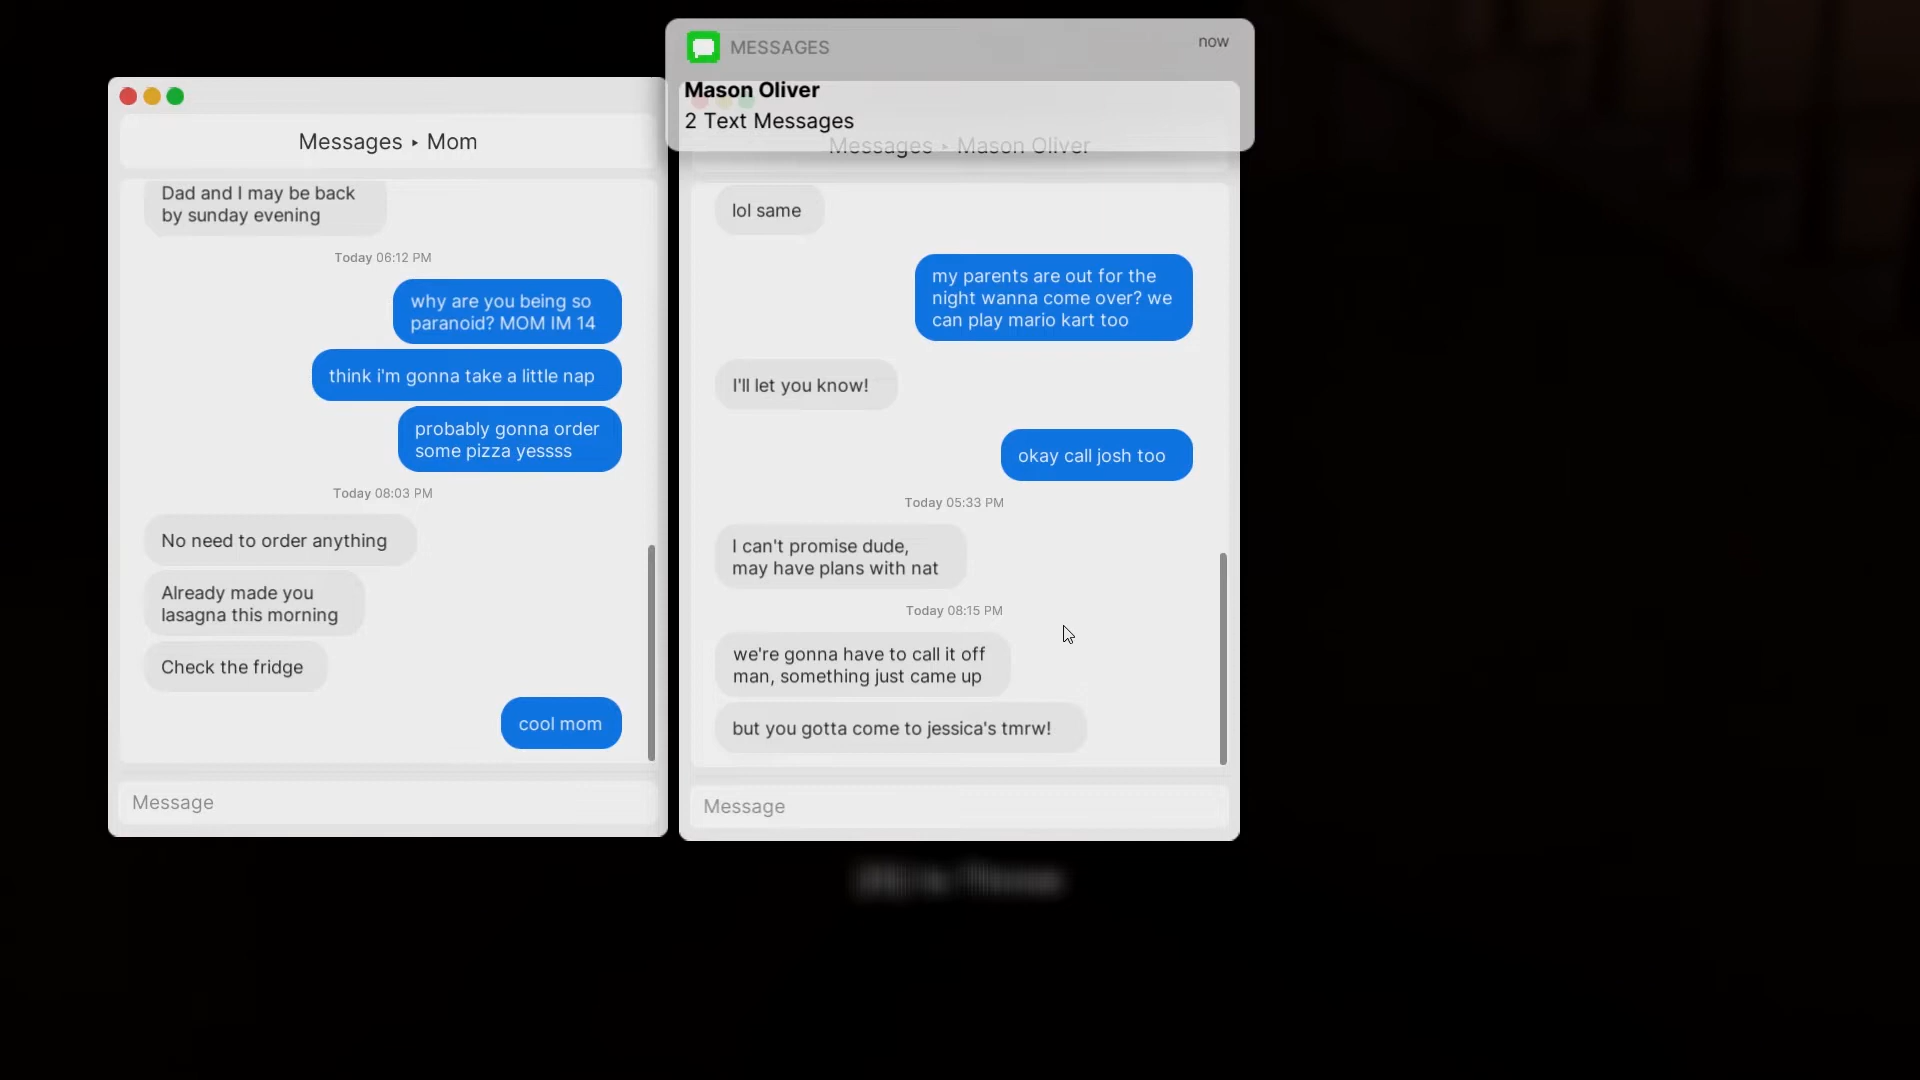 MESSAGES
now
Mason Oliver
2 Text Messages
Messages ‣ Mom
Dad and I may be back
by sunday evening
Today 06:12 PM
why are you being so
paranoid? MOM IM 14
think i'm gonna take a little nap
probably gonna order
some pizza yessss
Today 08:03 PM
No need to order anything
Already made you
lasagna this morning
Check the fridge
cool mom
Message
Messages ‣ Mason Oliver
lol same
my parents are out for the
night wanna come over? we
can play mario kart too
I'll let you know!
okay call josh too
Today 05:33 PM
I can't promise dude,
may have plans with nat
Today 08:15 PM
we're gonna have to call it off
man, something just came up
but you gotta come to jessica's tmrw!
Message